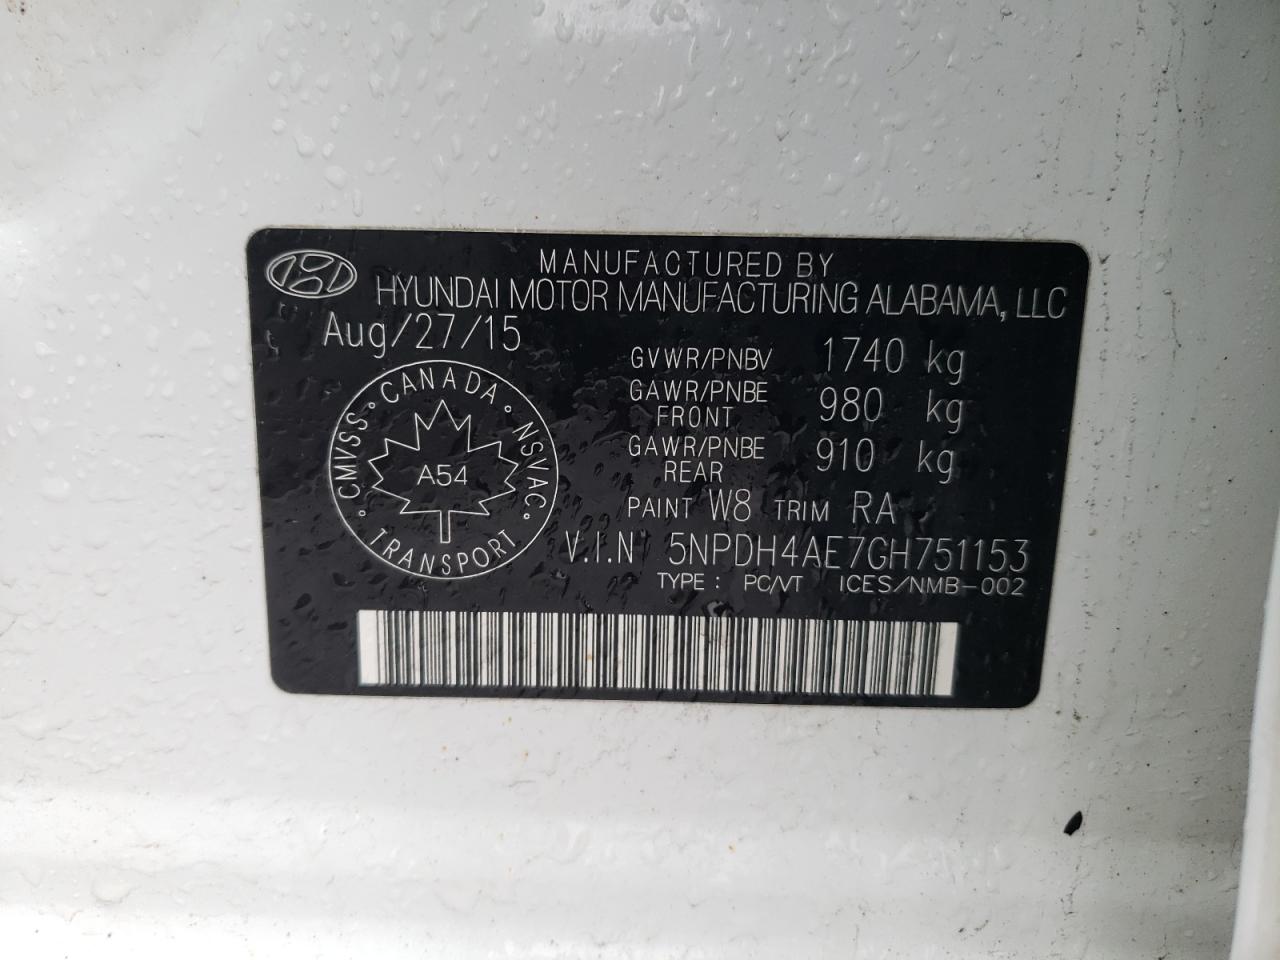 MANUFACTURED BY
HYUNDAI MOTOR MANUFACTURING ALABAMA, LLC
Aug/27/15
GVWR/PNBV 1740 kg
GAWR/PNBE FRONT 980 kg
GAWR/PNBE REAR 910 kg
CMVSS · CANADA · NSVAC · TRANSPORT ·
A54
PAINT W8 TRIM RA
V.I.N 5NPDH4AE7GH751153
TYPE : PC/VT ICES/NMB-002